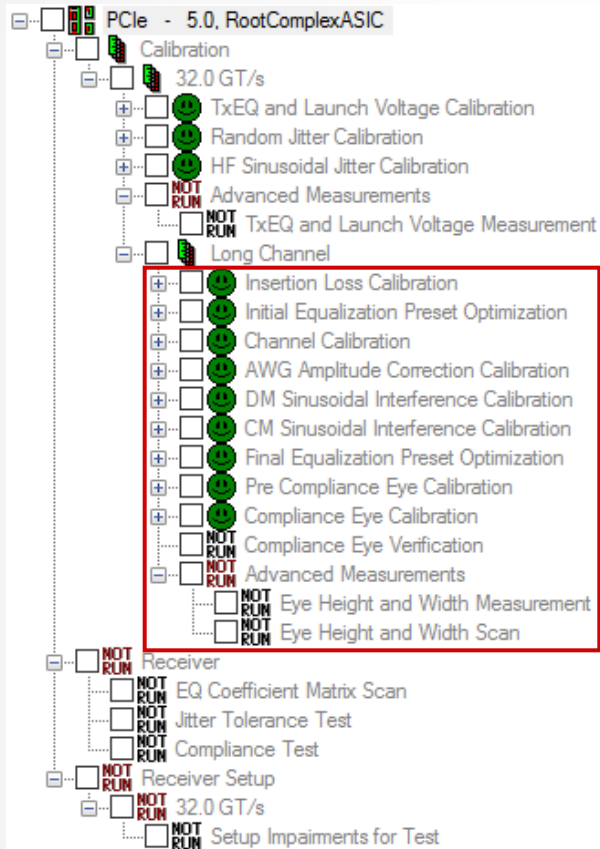 PCIe - 5.0, RootComplexASIC
Calibration
32.0 GT/s
TxEQ and Launch Voltage Calibration
Random Jitter Calibration
HF Sinusoidal Jitter Calibration
NOT RUN Advanced Measurements
NOT RUN TxEQ and Launch Voltage Measurement
Long Channel
Insertion Loss Calibration
Initial Equalization Preset Optimization
Channel Calibration
AWG Amplitude Correction Calibration
DM Sinusoidal Interference Calibration
CM Sinusoidal Interference Calibration
Final Equalization Preset Optimization
Pre Compliance Eye Calibration
Compliance Eye Calibration
NOT RUN Compliance Eye Verification
NOT RUN Advanced Measurements
NOT RUN Eye Height and Width Measurement
NOT RUN Eye Height and Width Scan
NOT RUN Receiver
NOT RUN EQ Coefficient Matrix Scan
NOT RUN Jitter Tolerance Test
NOT RUN Compliance Test
NOT RUN Receiver Setup
NOT RUN 32.0 GT/s
NOT RUN Setup Impairments for Test